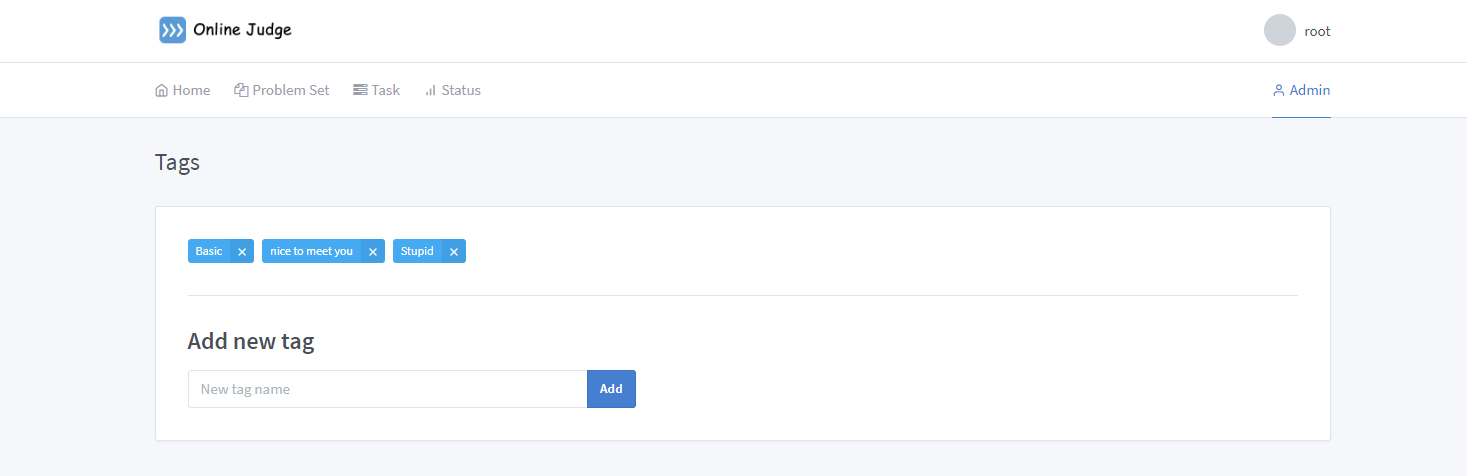 Online Judge
root
Home Problem Set Task Status Admin
Tags
Basic × nice to meet you × Stupid ×
Add new tag
New tag name Add